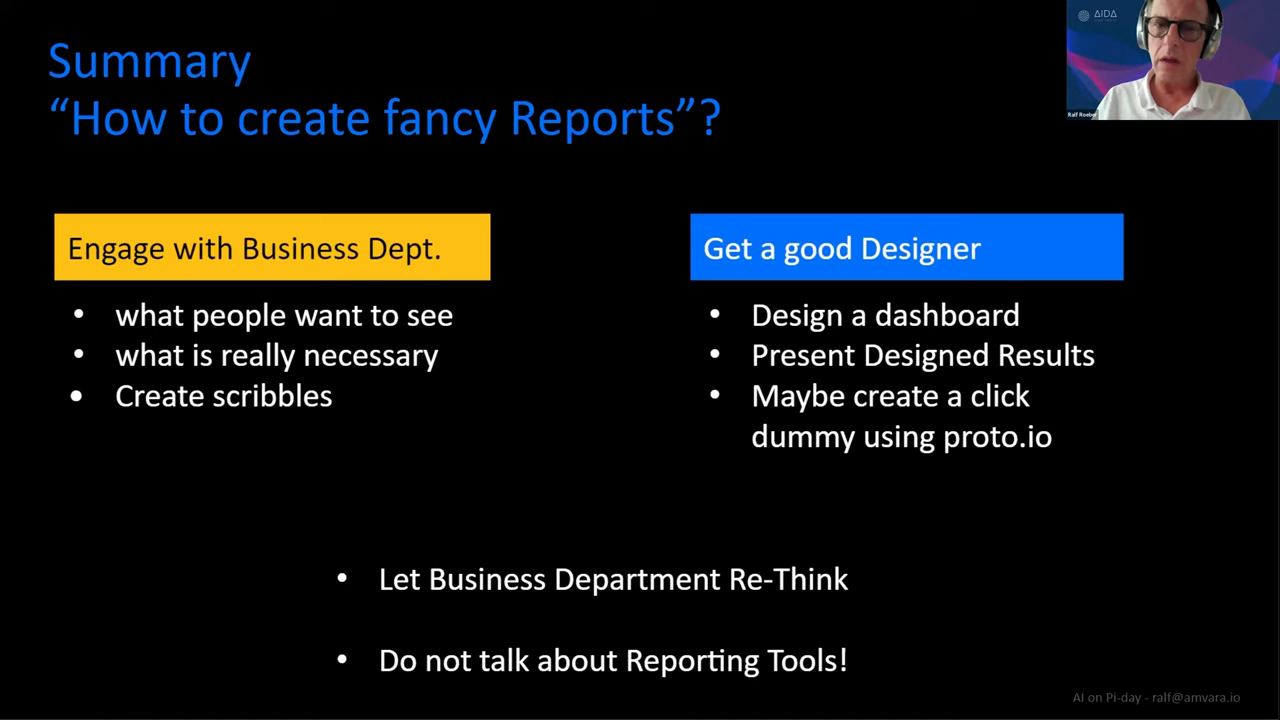 Summary
“How to create fancy Reports”?
AIDA
Ralf Roeber
Engage with Business Dept.
• what people want to see
• what is really necessary
• Create scribbles
Get a good Designer
• Design a dashboard
• Present Designed Results
• Maybe create a click
dummy using proto.io
• Let Business Department Re-Think
• Do not talk about Reporting Tools!
AI on Pi-day - ralf@amvara.io